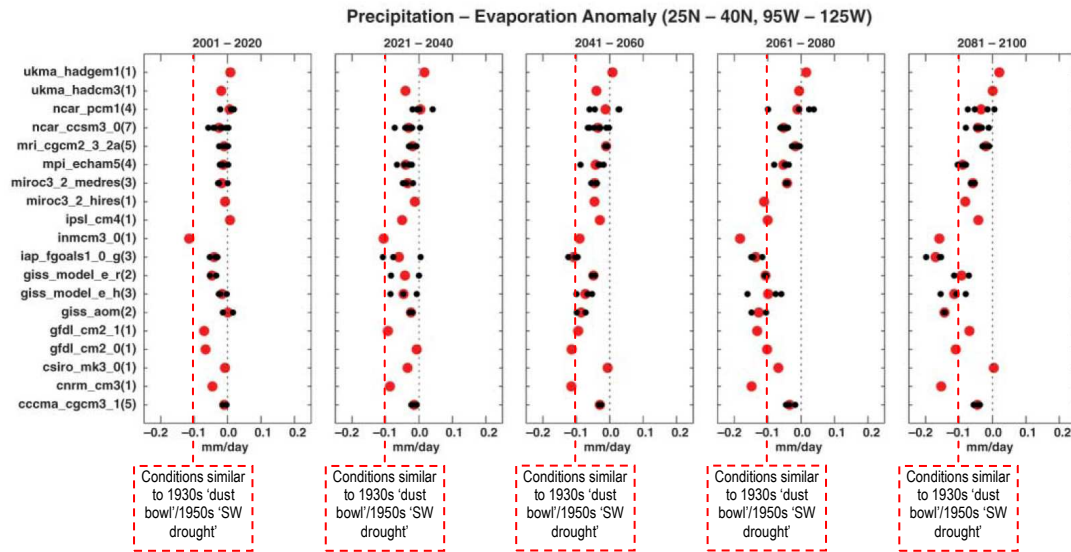 Precipitation – Evaporation Anomaly (25N – 40N, 95W – 125W)
2001 – 2020
2021 – 2040
2041 – 2060
2061 – 2080
2081 – 2100
ukma_hadgem1(1)
ukma_hadcm3(1)
ncar_pcm1(4)
ncar_ccsm3_0(7)
mri_cgcm2_3_2a(5)
mpi_echam5(4)
miroc3_2_medres(3)
miroc3_2_hires(1)
ipsl_cm4(1)
inmcm3_0(1)
iap_fgoals1_0_g(3)
giss_model_e_r(2)
giss_model_e_h(3)
giss_aom(2)
gfdl_cm2_1(1)
gfdl_cm2_0(1)
csiro_mk3_0(1)
cnrm_cm3(1)
cccma_cgcm3_1(5)
−0.2 −0.1 0.0 0.1 0.2
−0.2 −0.1 0.0 0.1 0.2
−0.2 −0.1 0.0 0.1 0.2
−0.2 −0.1 0.0 0.1 0.2
−0.2 −0.1 0.0 0.1 0.2
mm/day
mm/day
mm/day
mm/day
mm/day
Conditions similar
to 1930s ‘dust
bowl’/1950s ‘SW
drought’
Conditions similar
to 1930s ‘dust
bowl’/1950s ‘SW
drought’
Conditions similar
to 1930s ‘dust
bowl’/1950s ‘SW
drought’
Conditions similar
to 1930s ‘dust
bowl’/1950s ‘SW
drought’
Conditions similar
to 1930s ‘dust
bowl’/1950s ‘SW
drought’